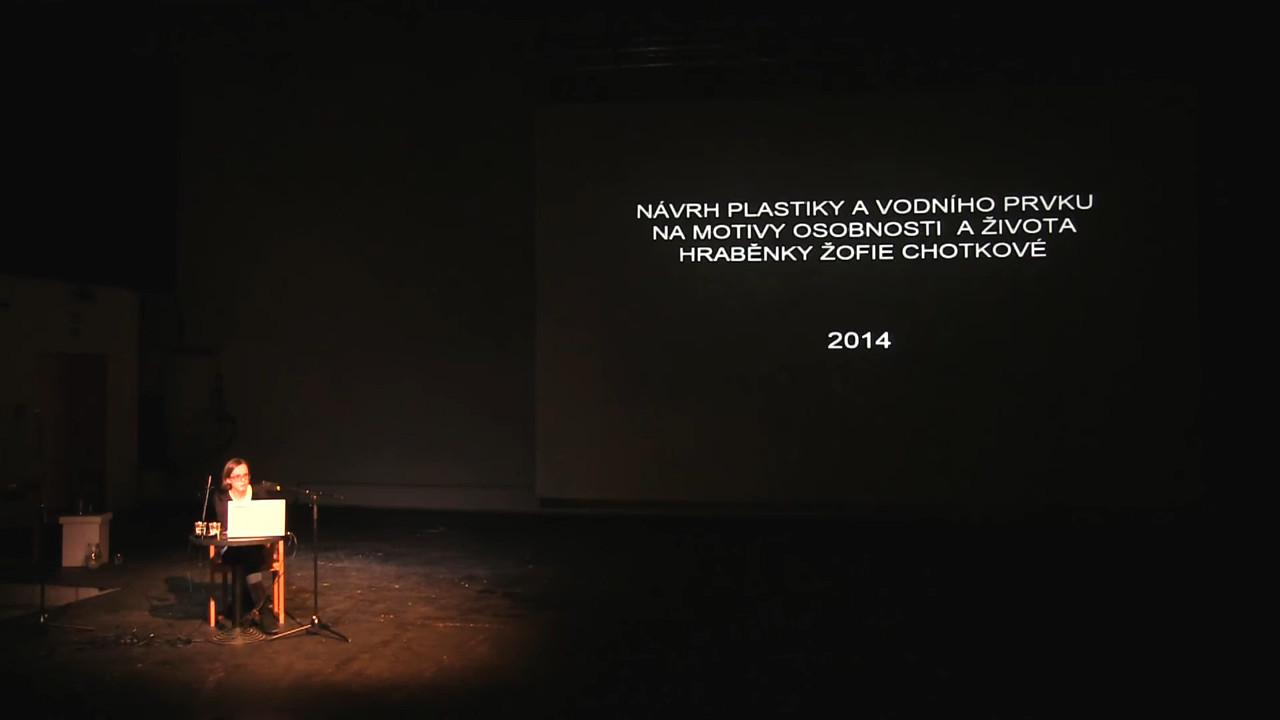 NÁVRH PLASTIKY A VODNÍHO PRVKU
NA MOTIVY OSOBNOSTI A ŽIVOTA
HRABĚNKY ŽOFIE CHOTKOVÉ
2014